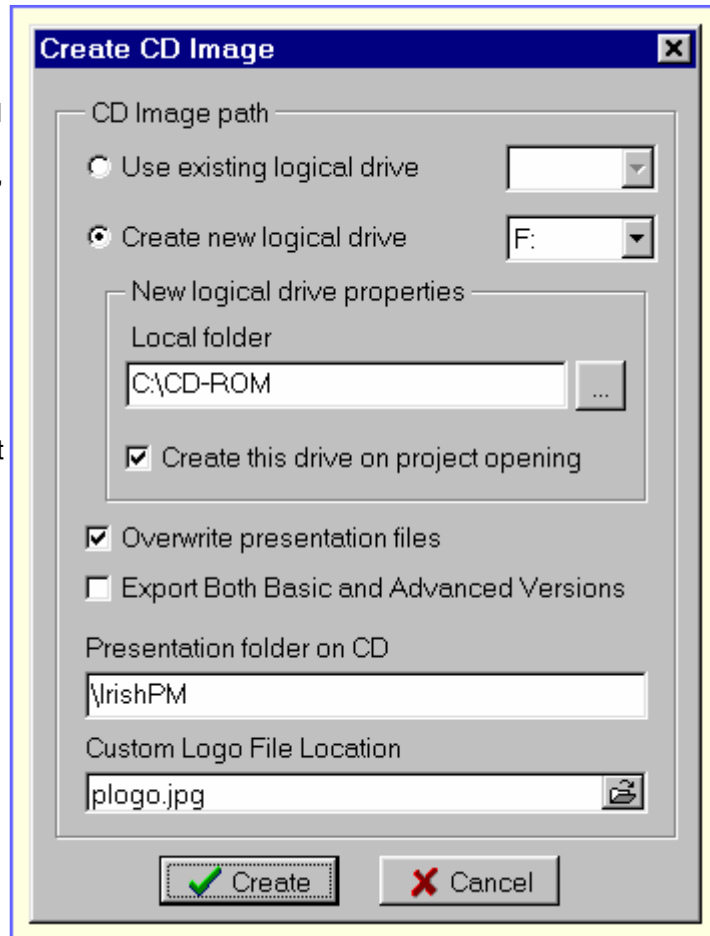 Create CD Image
CD Image path
Use existing logical drive
Create new logical drive F:
New logical drive properties
Local folder
C:\CD-ROM ...
Create this drive on project opening
Overwrite presentation files
Export Both Basic and Advanced Versions
Presentation folder on CD
\IrishPM
Custom Logo File Location
plogo.jpg
Create Cancel